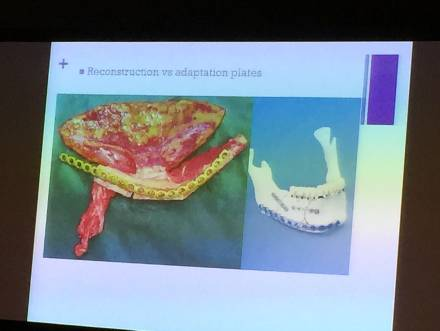 +
▪ Reconstruction vs adaptation plates